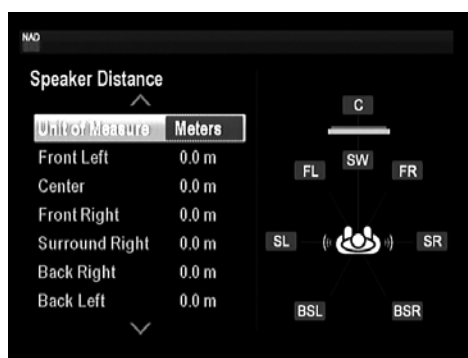 NAD
Speaker Distance
Unit of Measure Meters
Front Left 0.0 m
Center 0.0 m
Front Right 0.0 m
Surround Right 0.0 m
Back Right 0.0 m
Back Left 0.0 m
C
SW
FL FR
SL SR
BSL BSR